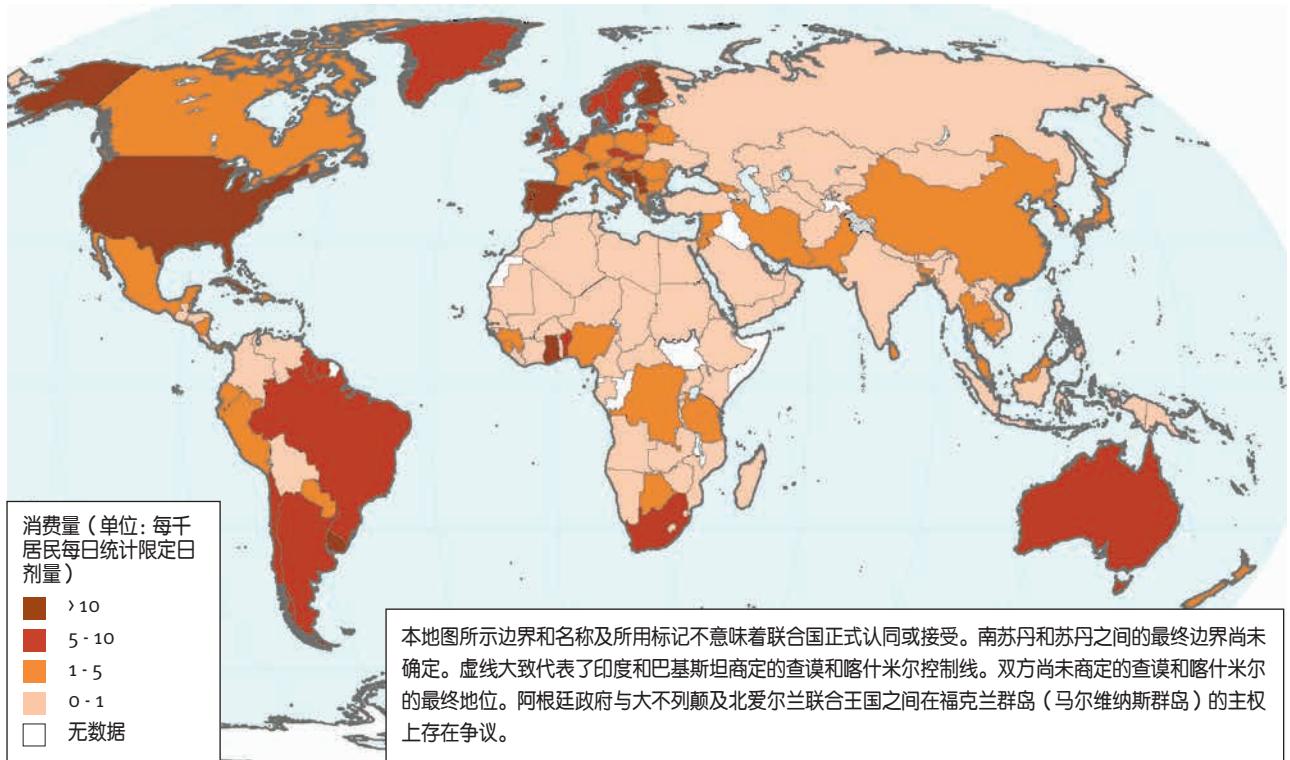 消费量（单位：每千
居民每日统计限定日
剂量）
›10
5 - 10
1 - 5
0 - 1
无数据
本地图所示边界和名称及所用标记不意味着联合国正式认同或接受。南苏丹和苏丹之间的最终边界尚未
确定。虚线大致代表了印度和巴基斯坦商定的查谟和喀什米尔控制线。双方尚未商定的查谟和喀什米尔
的最终地位。阿根廷政府与大不列颠及北爱尔兰联合王国之间在福克兰群岛（马尔维纳斯群岛）的主权
上存在争议。